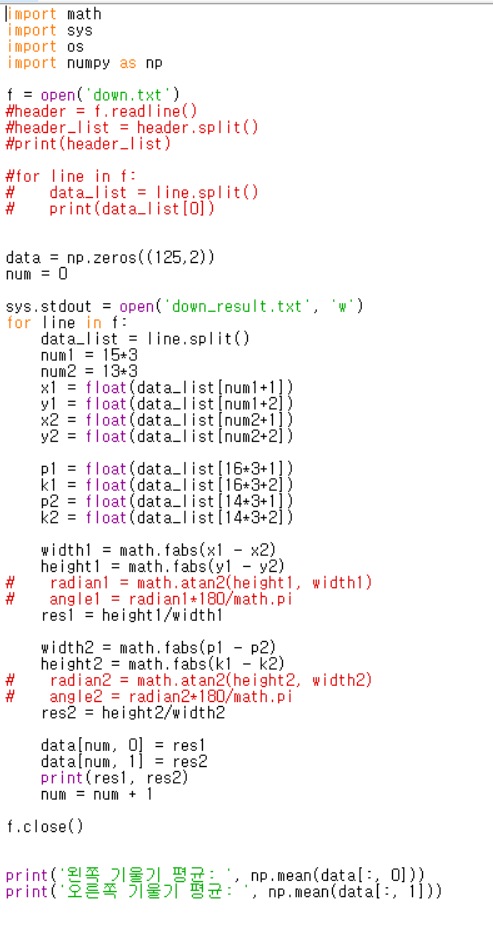 import math
import sys
import os
import numpy as np

f = open('down.txt')
#header = f.readline()
#header_list = header.split()
#print(header_list)

#for line in f:
#    data_list = line.split()
#    print(data_list[0])


data = np.zeros((125,2))
num = 0

sys.stdout = open('down_result.txt', 'w')
for line in f:
    data_list = line.split()
    num1 = 15*3
    num2 = 13*3
    x1 = float(data_list[num1+1])
    y1 = float(data_list[num1+2])
    x2 = float(data_list[num2+1])
    y2 = float(data_list[num2+2])

    p1 = float(data_list[16*3+1])
    k1 = float(data_list[16*3+2])
    p2 = float(data_list[14*3+1])
    k2 = float(data_list[14*3+2])

    width1 = math.fabs(x1 - x2)
    height1 = math.fabs(y1 - y2)
#    radian1 = math.atan2(height1, width1)
#    angle1 = radian1*180/math.pi
    res1 = height1/width1

    width2 = math.fabs(p1 - p2)
    height2 = math.fabs(k1 - k2)
#    radian2 = math.atan2(height2, width2)
#    angle2 = radian2*180/math.pi
    res2 = height2/width2

    data[num, 0] = res1
    data[num, 1] = res2
    print(res1, res2)
    num = num + 1

f.close()


print('왼쪽 기울기 평균: ', np.mean(data[:, 0]))
print('오른쪽 기울기 평균: ', np.mean(data[:, 1]))